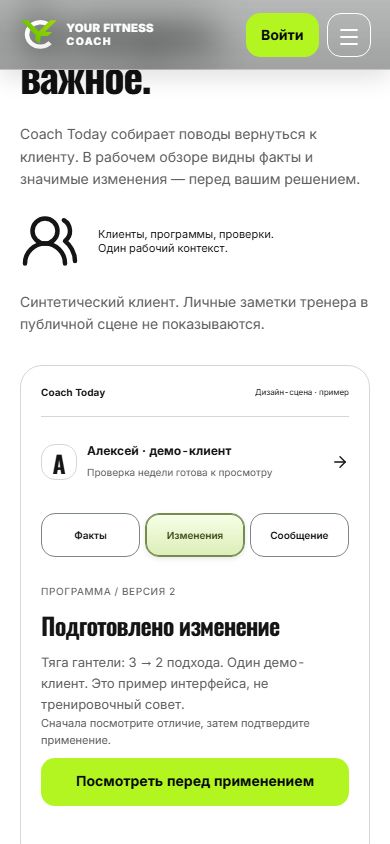 YOUR FITNESS
COACH
Войти
важное.
Coach Today собирает поводы вернуться к
клиенту. В рабочем обзоре видны факты и
значимые изменения — перед вашим решением.
Клиенты, программы, проверки.
Один рабочий контекст.
Синтетический клиент. Личные заметки тренера в
публичной сцене не показываются.
Coach Today
Дизайн-сцена · пример
А
Алексей · демо-клиент
Проверка недели готова к просмотру
Факты
Изменения
Сообщение
ПРОГРАММА / ВЕРСИЯ 2
Подготовлено изменение
Тяга гантели: 3 → 2 подхода. Один демо-
клиент. Это пример интерфейса, не
тренировочный совет.
Сначала посмотрите отличие, затем подтвердите
применение.
Посмотреть перед применением